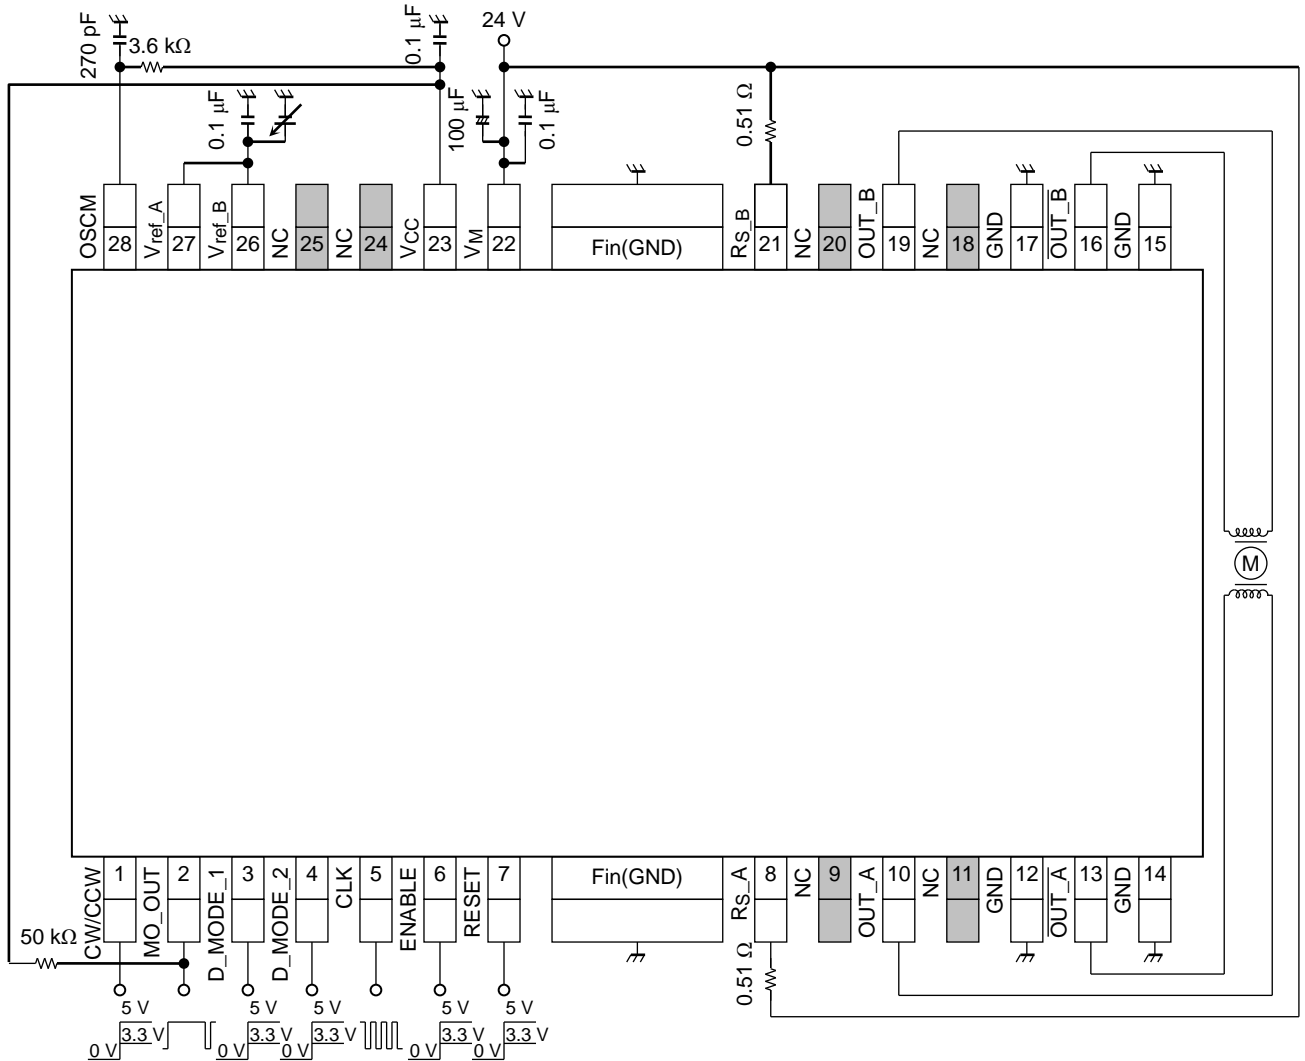 270 pF
3.6 kΩ
0.1 μF
24 V
0.1 μF
100 μF
0.1 μF
0.51 Ω
OSCM
Vref_A
Vref_B
NC
NC
VCC
VM
RS_B
NC
OUT_B
NC
GND
OUT_B
GND
28
27
26
25
24
23
22
Fin(GND)
21
20
19
18
17
16
15
M
CW/CCW
MO_OUT
D_MODE_1
D_MODE_2
CLK
ENABLE
RESET
RS_A
NC
OUT_A
NC
GND
OUT_A
GND
1
2
3
4
5
6
7
Fin(GND)
8
9
10
11
12
13
14
50 kΩ
0.51 Ω
5 V
3.3 V
0 V
5 V
3.3 V
0 V
5 V
3.3 V
0 V
5 V
3.3 V
0 V
5 V
3.3 V
0 V